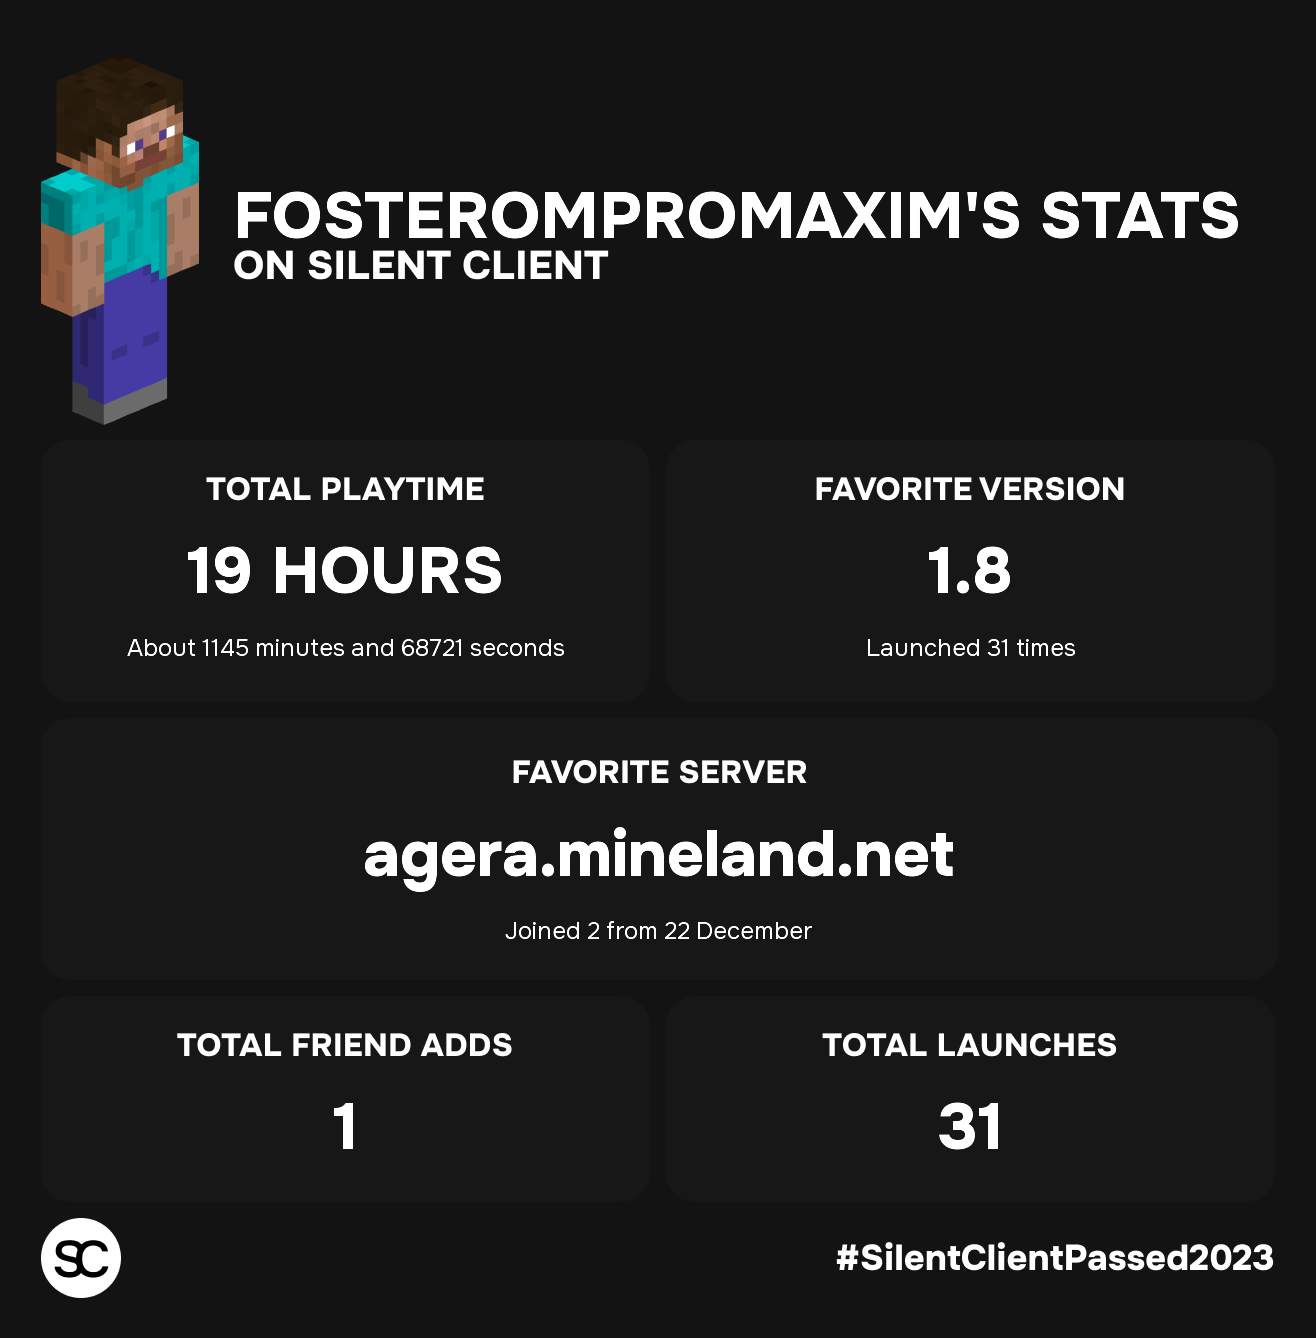 FOSTEROMPROMAXIM'S STATS
ON SILENT CLIENT
TOTAL PLAYTIME
19 HOURS
About 1145 minutes and 68721 seconds
FAVORITE VERSION
1.8
Launched 31 times
FAVORITE SERVER
agera.mineland.net
Joined 2 from 22 December
TOTAL FRIEND ADDS
1
TOTAL LAUNCHES
31
SC
#SilentClientPassed2023